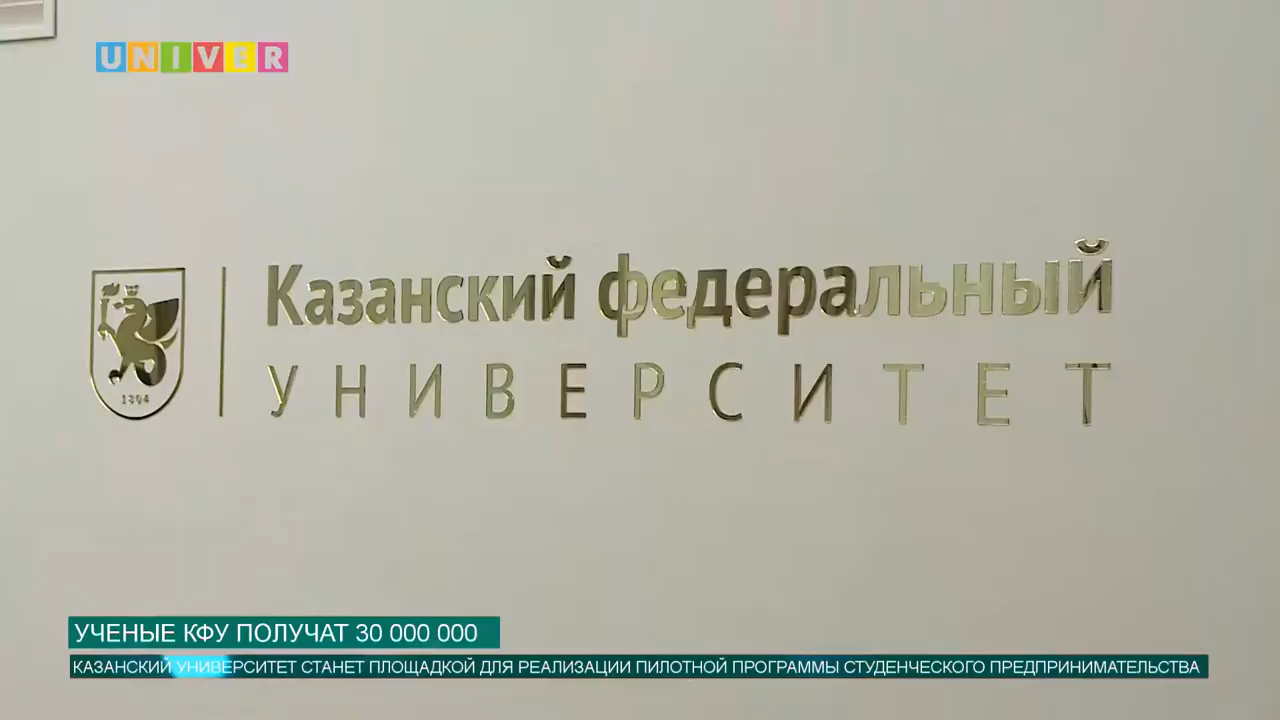 UNIVER
Казанский федеральный
УНИВЕРСИТЕТ
1804
УЧЕНЫЕ КФУ ПОЛУЧАТ 30 000 000
КАЗАНСКИЙ УНИВЕРСИТЕТ СТАНЕТ ПЛОЩАДКОЙ ДЛЯ РЕАЛИЗАЦИИ ПИЛОТНОЙ ПРОГРАММЫ СТУДЕНЧЕСКОГО ПРЕДПРИНИМАТЕЛЬСТВА